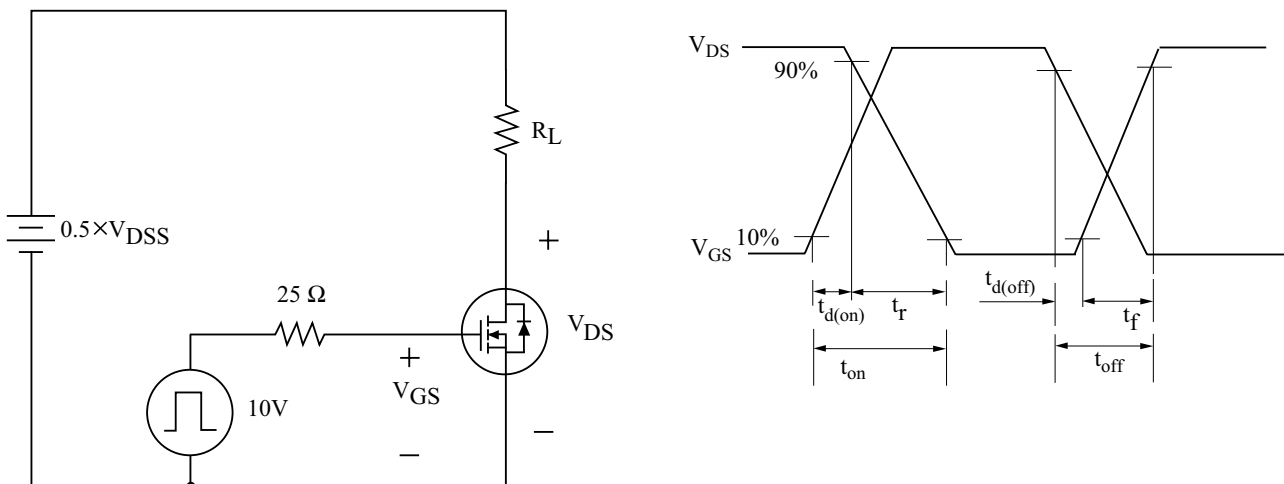 R_L
0.5×V_DSS
+
25 Ω
V_DS
+
V_GS
10V
−
−
V_DS
90%
V_GS
10%
t_d(on)
t_r
t_d(off)
t_f
t_on
t_off